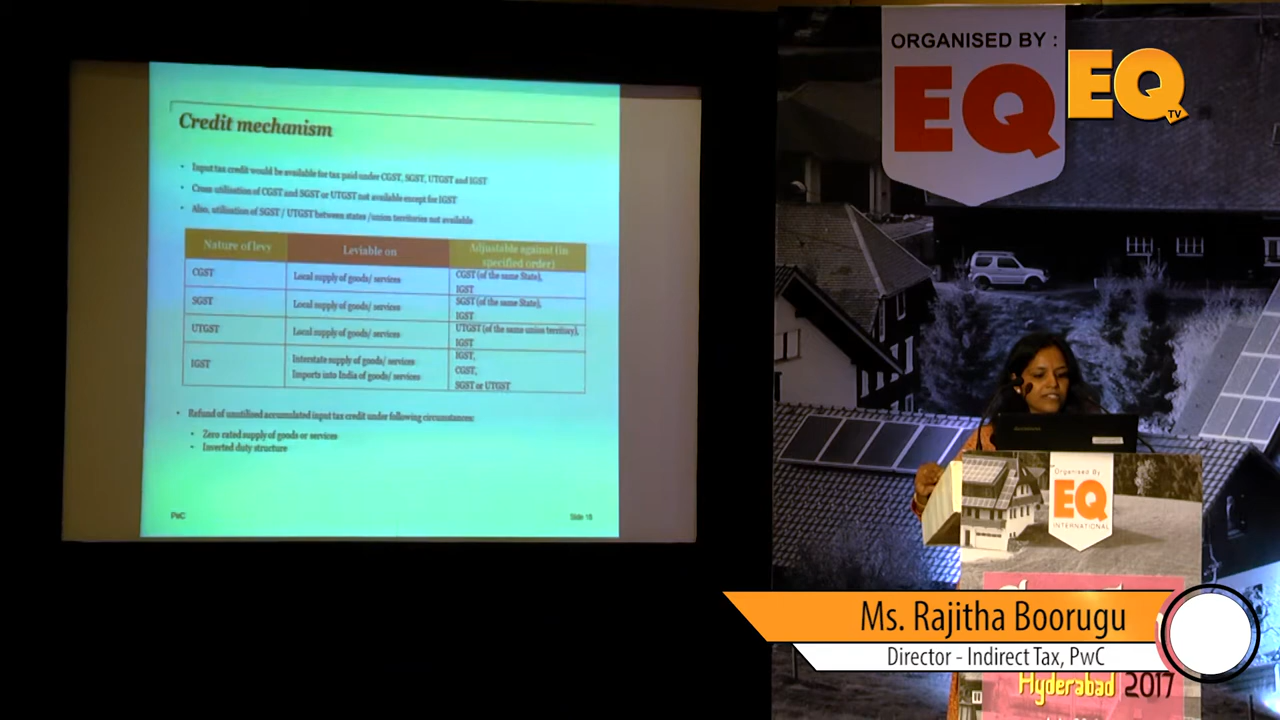 Credit mechanism
• Input tax credit would be available for tax paid under CGST, SGST, UTGST and IGST
• Cross utilisation of CGST and SGST or UTGST not available except for IGST
• Also, utilisation of SGST / UTGST between states /union territories not available
Nature of levy
Leviable on
Adjustable against (in
specified order)
CGST
Local supply of goods/ services
CGST (of the same State),
IGST
SGST
Local supply of goods/ services
SGST (of the same State),
IGST
UTGST
Local supply of goods/ services
UTGST (of the same union territory),
IGST
IGST
Interstate supply of goods/ services
Imports into India of goods/ services
IGST,
CGST,
SGST or UTGST
• Refund of unutilised accumulated input tax credit under following circumstances:
• Zero rated supply of goods or services
• Inverted duty structure
PwC
Slide 18
ORGANISED BY :
EQ
EQ
TV
Organised By
EQ
INTERNATIONAL
Ms. Rajitha Boorugu
Director - Indirect Tax, PwC
Hyderabad 2017